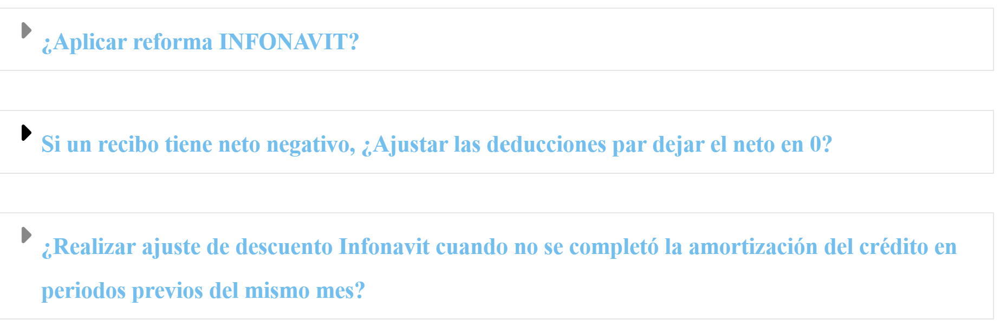 ¿Aplicar reforma INFONAVIT?
Si un recibo tiene neto negativo, ¿Ajustar las deducciones par dejar el neto en 0?
¿Realizar ajuste de descuento Infonavit cuando no se completó la amortización del crédito en
periodos previos del mismo mes?